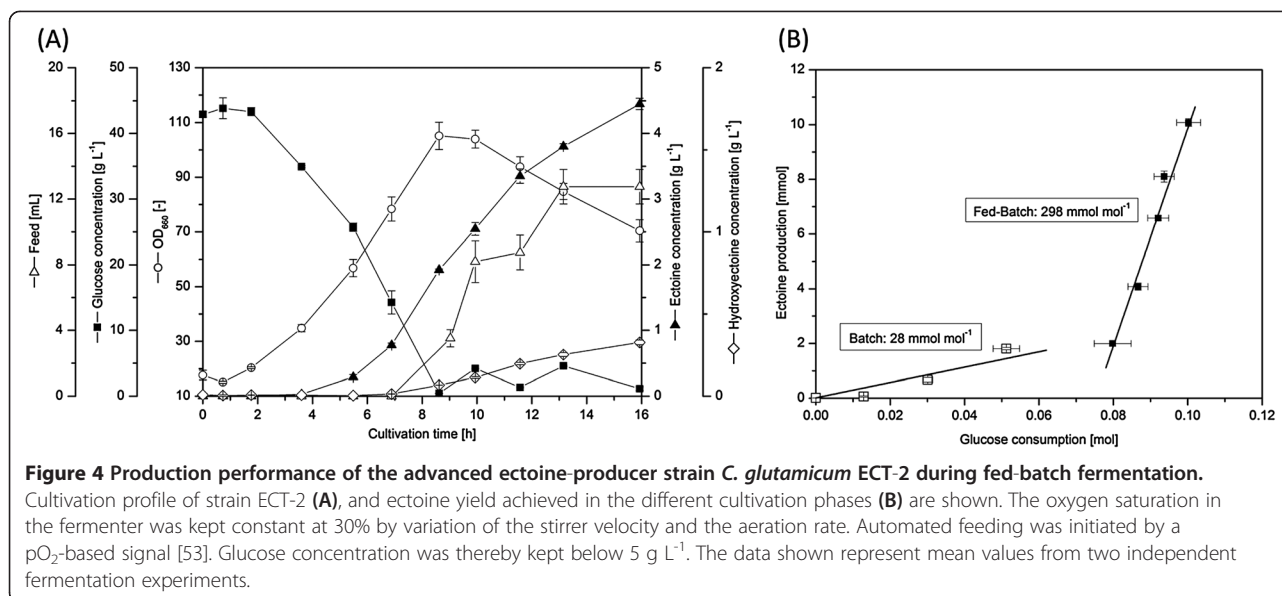 (A)
20
50
130
5
2
16
40
110
4
12
30
90
3
70
1
8
20
2
50
4
10
1
30
0
0
10
0
0
0 2 4 6 8 10 12 14 16
Cultivation time [h]
—△— Feed [mL]
—■— Glucose concentration [g L⁻¹]
—○— OD₆₆₀ [-]
—▲— Ectoine concentration [g L⁻¹]
—◇— Hydroxyectoine concentration [g L⁻¹]
(B)
12
10
8
6
4
2
0
0.00 0.02 0.04 0.06 0.08 0.10 0.12
Ectoine production [mmol]
Glucose consumption [mol]
Fed-Batch: 298 mmol mol⁻¹
Batch: 28 mmol mol⁻¹
Figure 4 Production performance of the advanced ectoine-producer strain C. glutamicum ECT-2 during fed-batch fermentation.
Cultivation profile of strain ECT-2 (A), and ectoine yield achieved in the different cultivation phases (B) are shown. The oxygen saturation in
the fermenter was kept constant at 30% by variation of the stirrer velocity and the aeration rate. Automated feeding was initiated by a
pO₂-based signal [53]. Glucose concentration was thereby kept below 5 g L⁻¹. The data shown represent mean values from two independent
fermentation experiments.